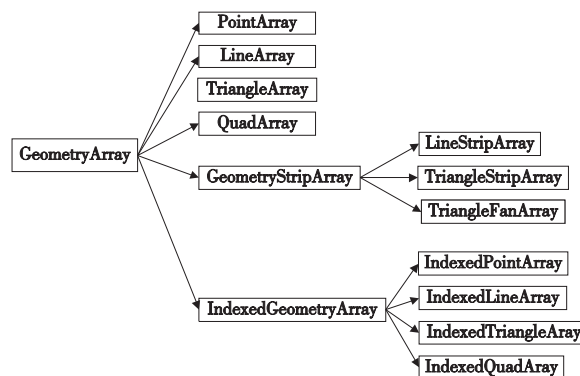 PointArray
LineArray
TriangleArray
QuadArray
GeometryArray
GeometryStripArray
LineStripArray
TriangleStripArray
TriangleFanArray
IndexedGeometryArray
IndexedPointArray
IndexedLineArray
IndexedTriangleAray
IndexedQuadAray